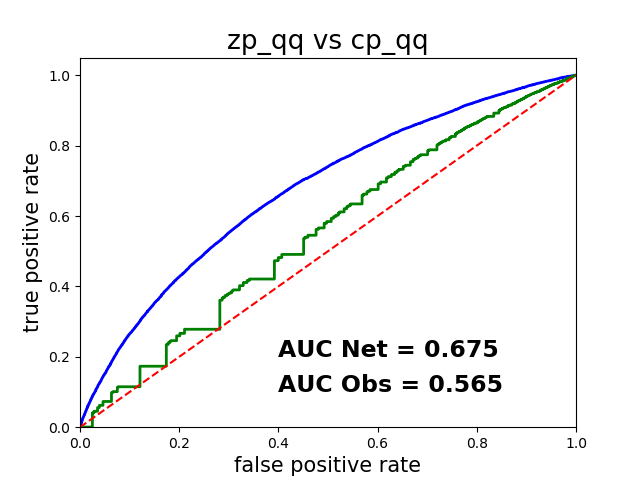 zp_qq vs cp_qq
true positive rate
1.0
0.8
0.6
0.4
0.2
0.0
AUC Net = 0.675
AUC Obs = 0.565
0.0 0.2 0.4 0.6 0.8 1.0
false positive rate